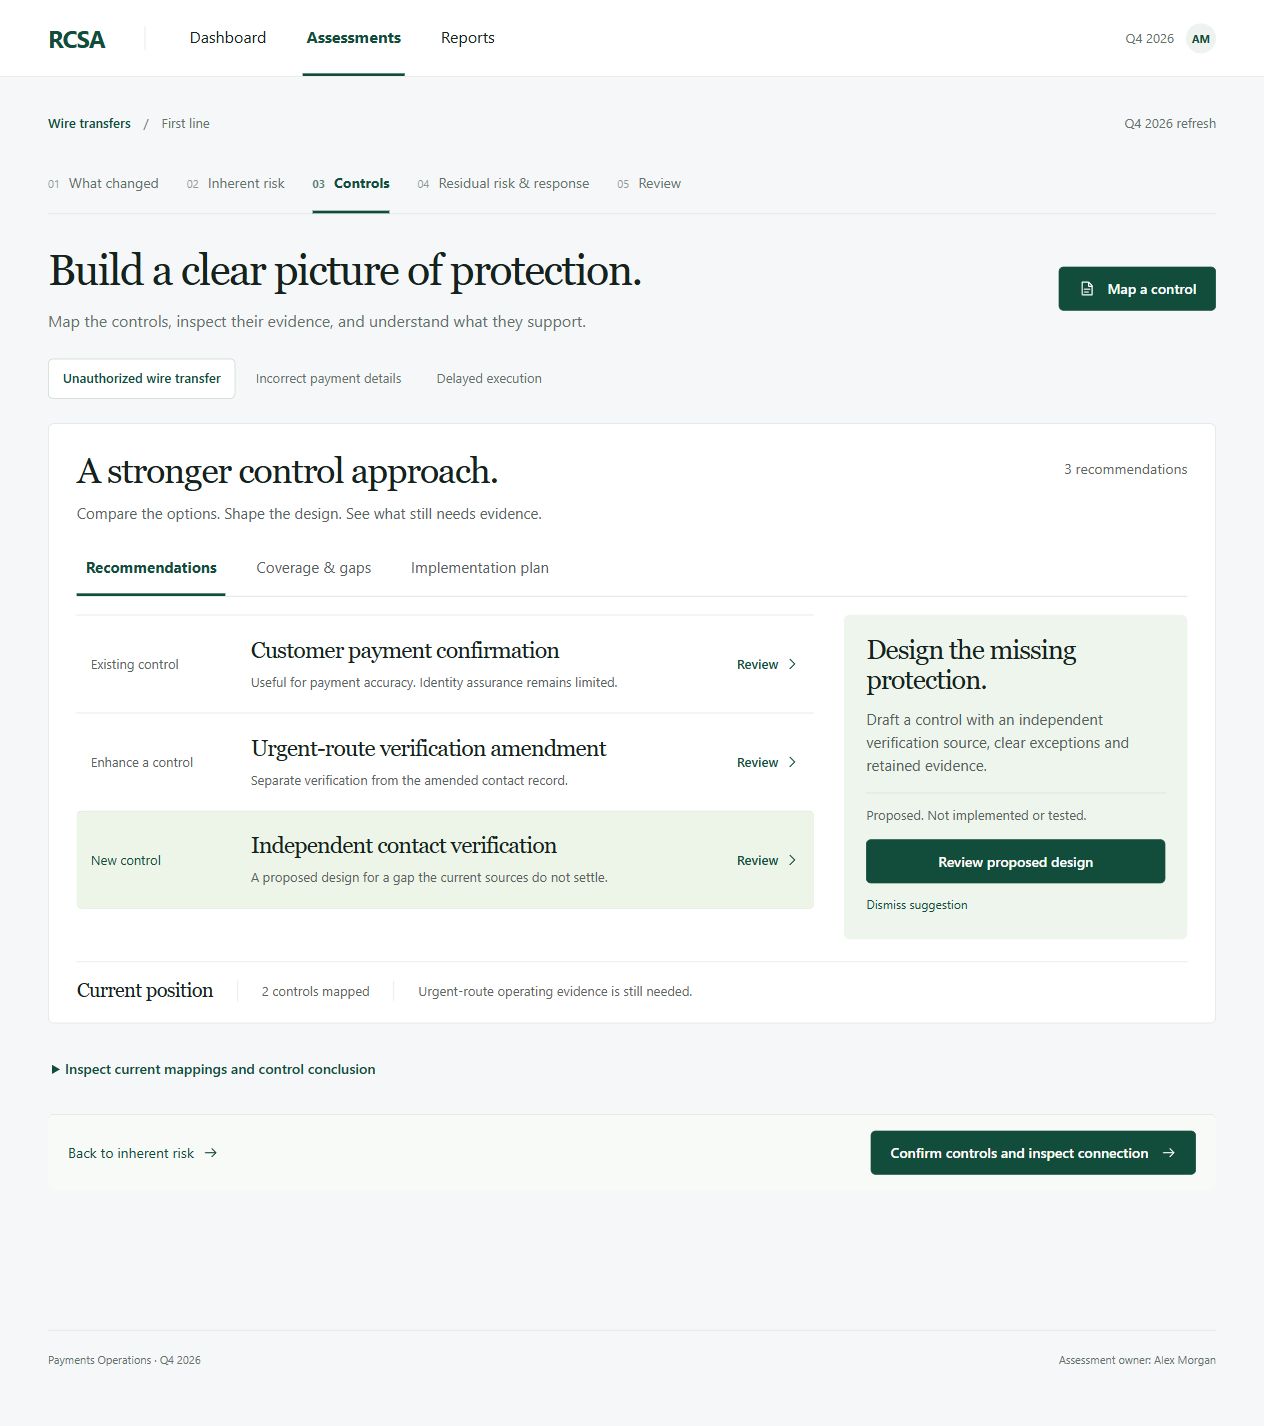 RCSA
Dashboard
Assessments
Reports
Q4 2026
AM
Wire transfers / First line
Q4 2026 refresh
01 What changed
02 Inherent risk
03 Controls
04 Residual risk & response
05 Review
Build a clear picture of protection.
Map the controls, inspect their evidence, and understand what they support.
Map a control
Unauthorized wire transfer
Incorrect payment details
Delayed execution
A stronger control approach.
3 recommendations
Compare the options. Shape the design. See what still needs evidence.
Recommendations
Coverage & gaps
Implementation plan
Existing control
Customer payment confirmation
Useful for payment accuracy. Identity assurance remains limited.
Review
Enhance a control
Urgent-route verification amendment
Separate verification from the amended contact record.
Review
New control
Independent contact verification
A proposed design for a gap the current sources do not settle.
Review
Design the missing
protection.
Draft a control with an independent
verification source, clear exceptions and
retained evidence.
Proposed. Not implemented or tested.
Review proposed design
Dismiss suggestion
Current position
2 controls mapped
Urgent-route operating evidence is still needed.
Inspect current mappings and control conclusion
Back to inherent risk
Confirm controls and inspect connection
Payments Operations · Q4 2026
Assessment owner: Alex Morgan